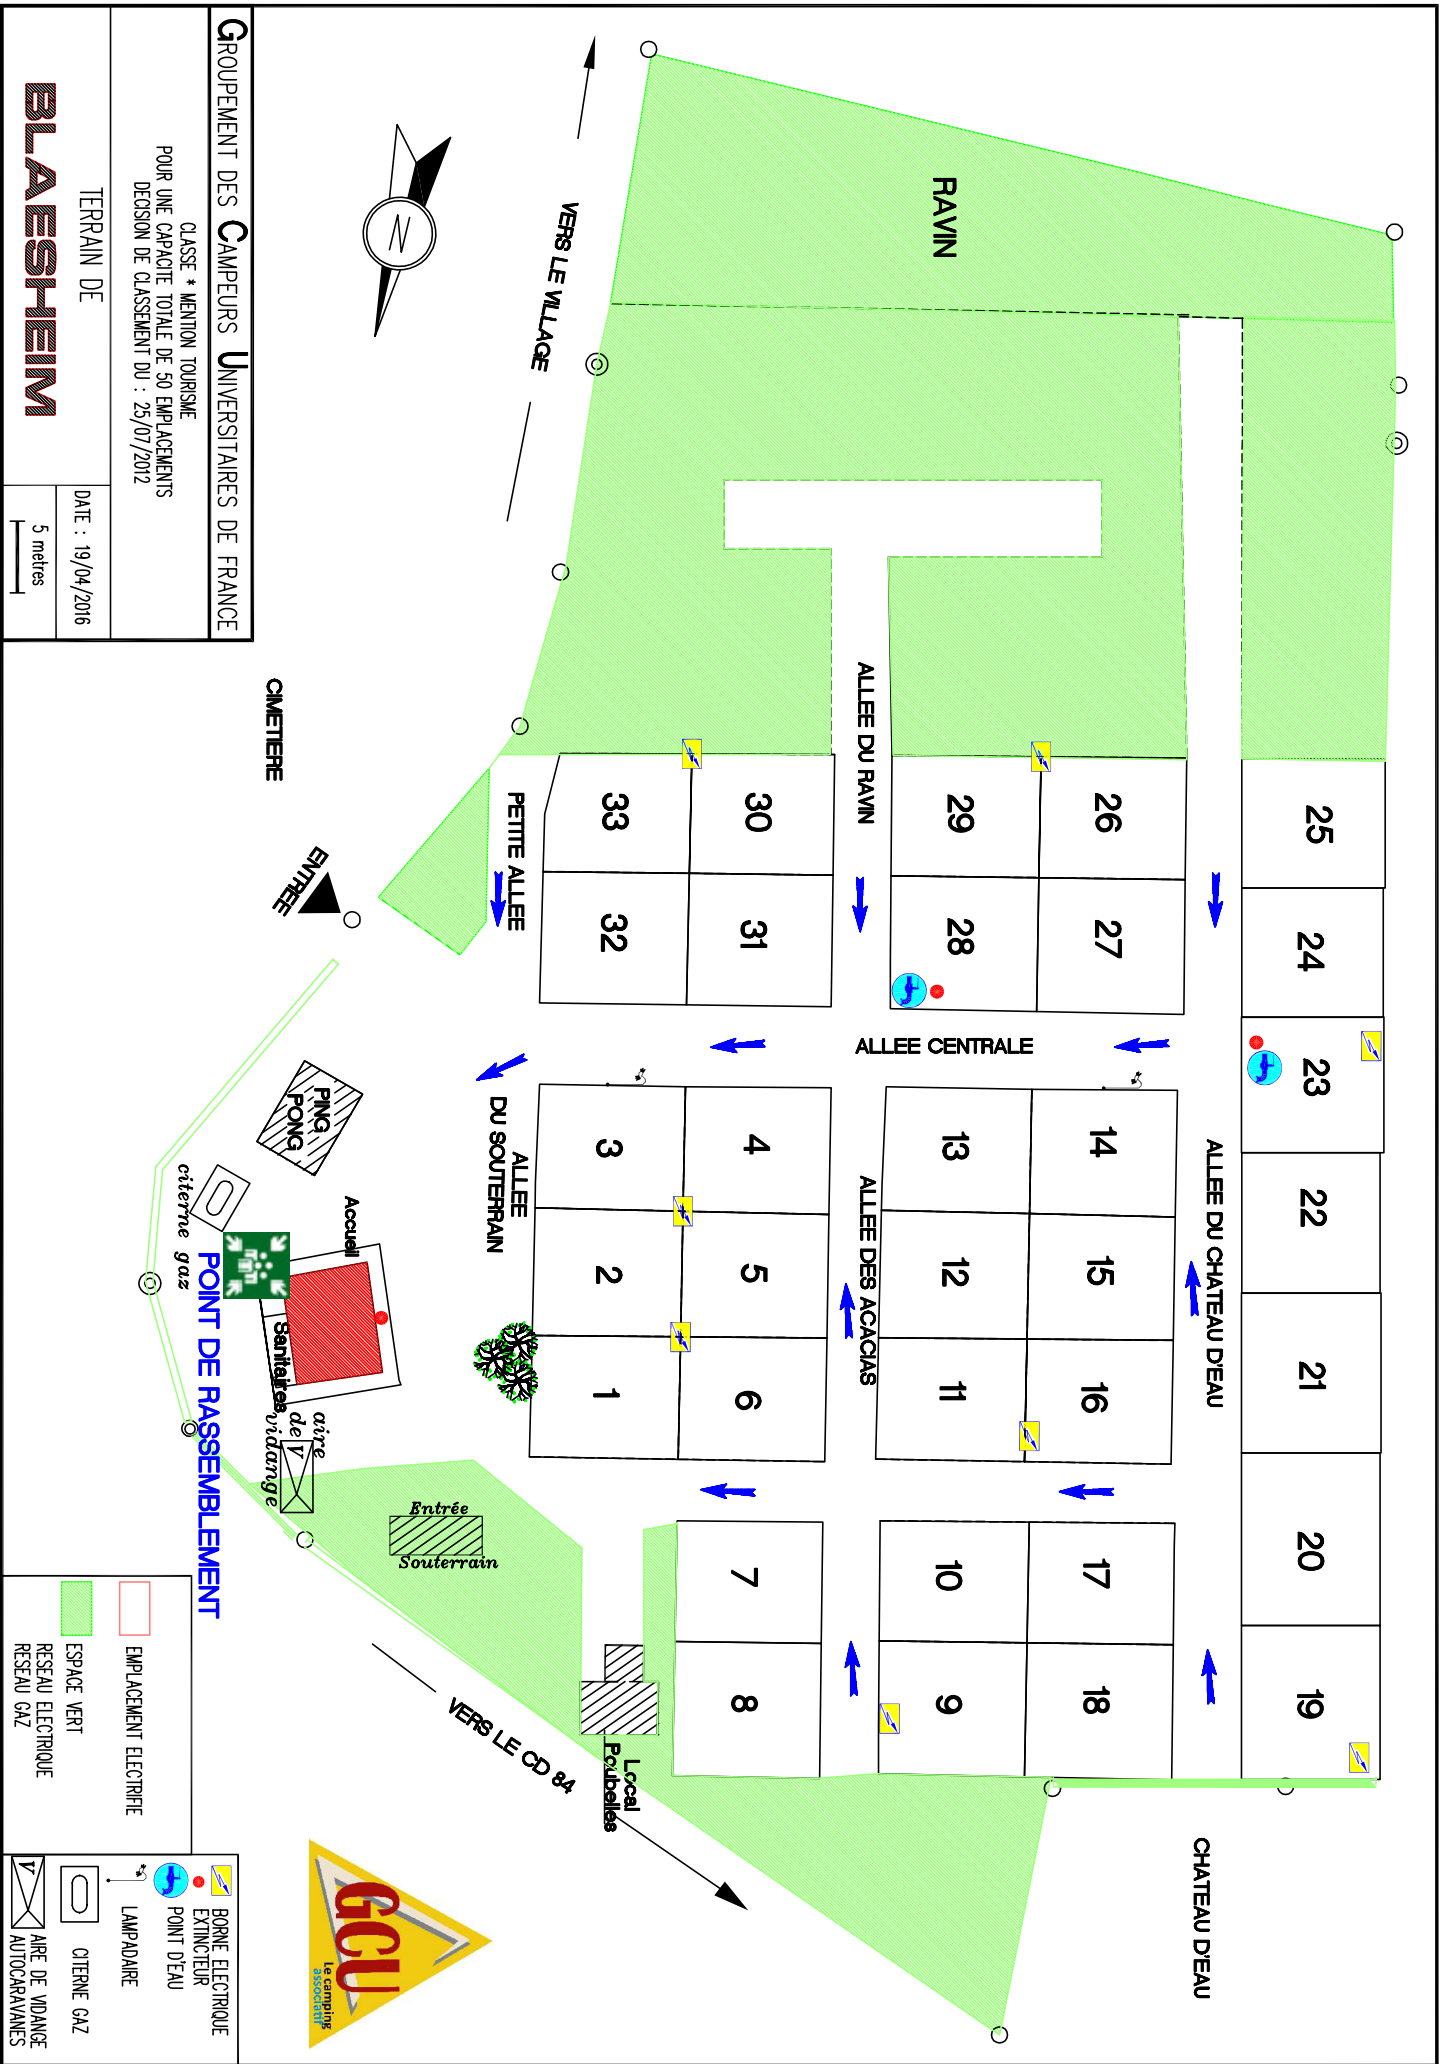 GROUPEMENT DES CAMPEURS UNIVERSITAIRES DE FRANCE
CLASSE * MENTION TOURISME
POUR UNE CAPACITE TOTALE DE 50 EMPLACEMENTS
DECISION DE CLASSEMENT DU : 25/07/2012
TERRAIN DE
BLAESHEIM
DATE : 19/04/2016
5 metres
N
VERS LE VILLAGE
RAVIN
CIMETIERE
ENTREE
PETITE ALLEE
ALLEE DU RAVIN
25
24
23
22
21
20
19
26
29
27
28
30
33
31
32
ALLEE CENTRALE
ALLEE DU CHATEAU D'EAU
14
13
15
12
16
11
ALLEE DES ACACIAS
4
3
5
2
6
1
ALLEE
DU SOUTERRAIN
17
10
18
9
7
8
PING
PONG
citerne gaz
Accueil
Sanitaires
POINT DE RASSEMBLEMENT
aire
de
vidange
V
Entrée
Souterrain
Local
Poubelles
VERS LE CD 84
CHATEAU D'EAU
GCU
Le camping
associatif
EMPLACEMENT ELECTRIFIE
ESPACE VERT
RESEAU ELECTRIQUE
RESEAU GAZ
BORNE ELECTRIQUE
EXTINCTEUR
POINT D'EAU
LAMPADAIRE
CITERNE GAZ
V
AIRE DE VIDANGE
AUTOCARAVANES